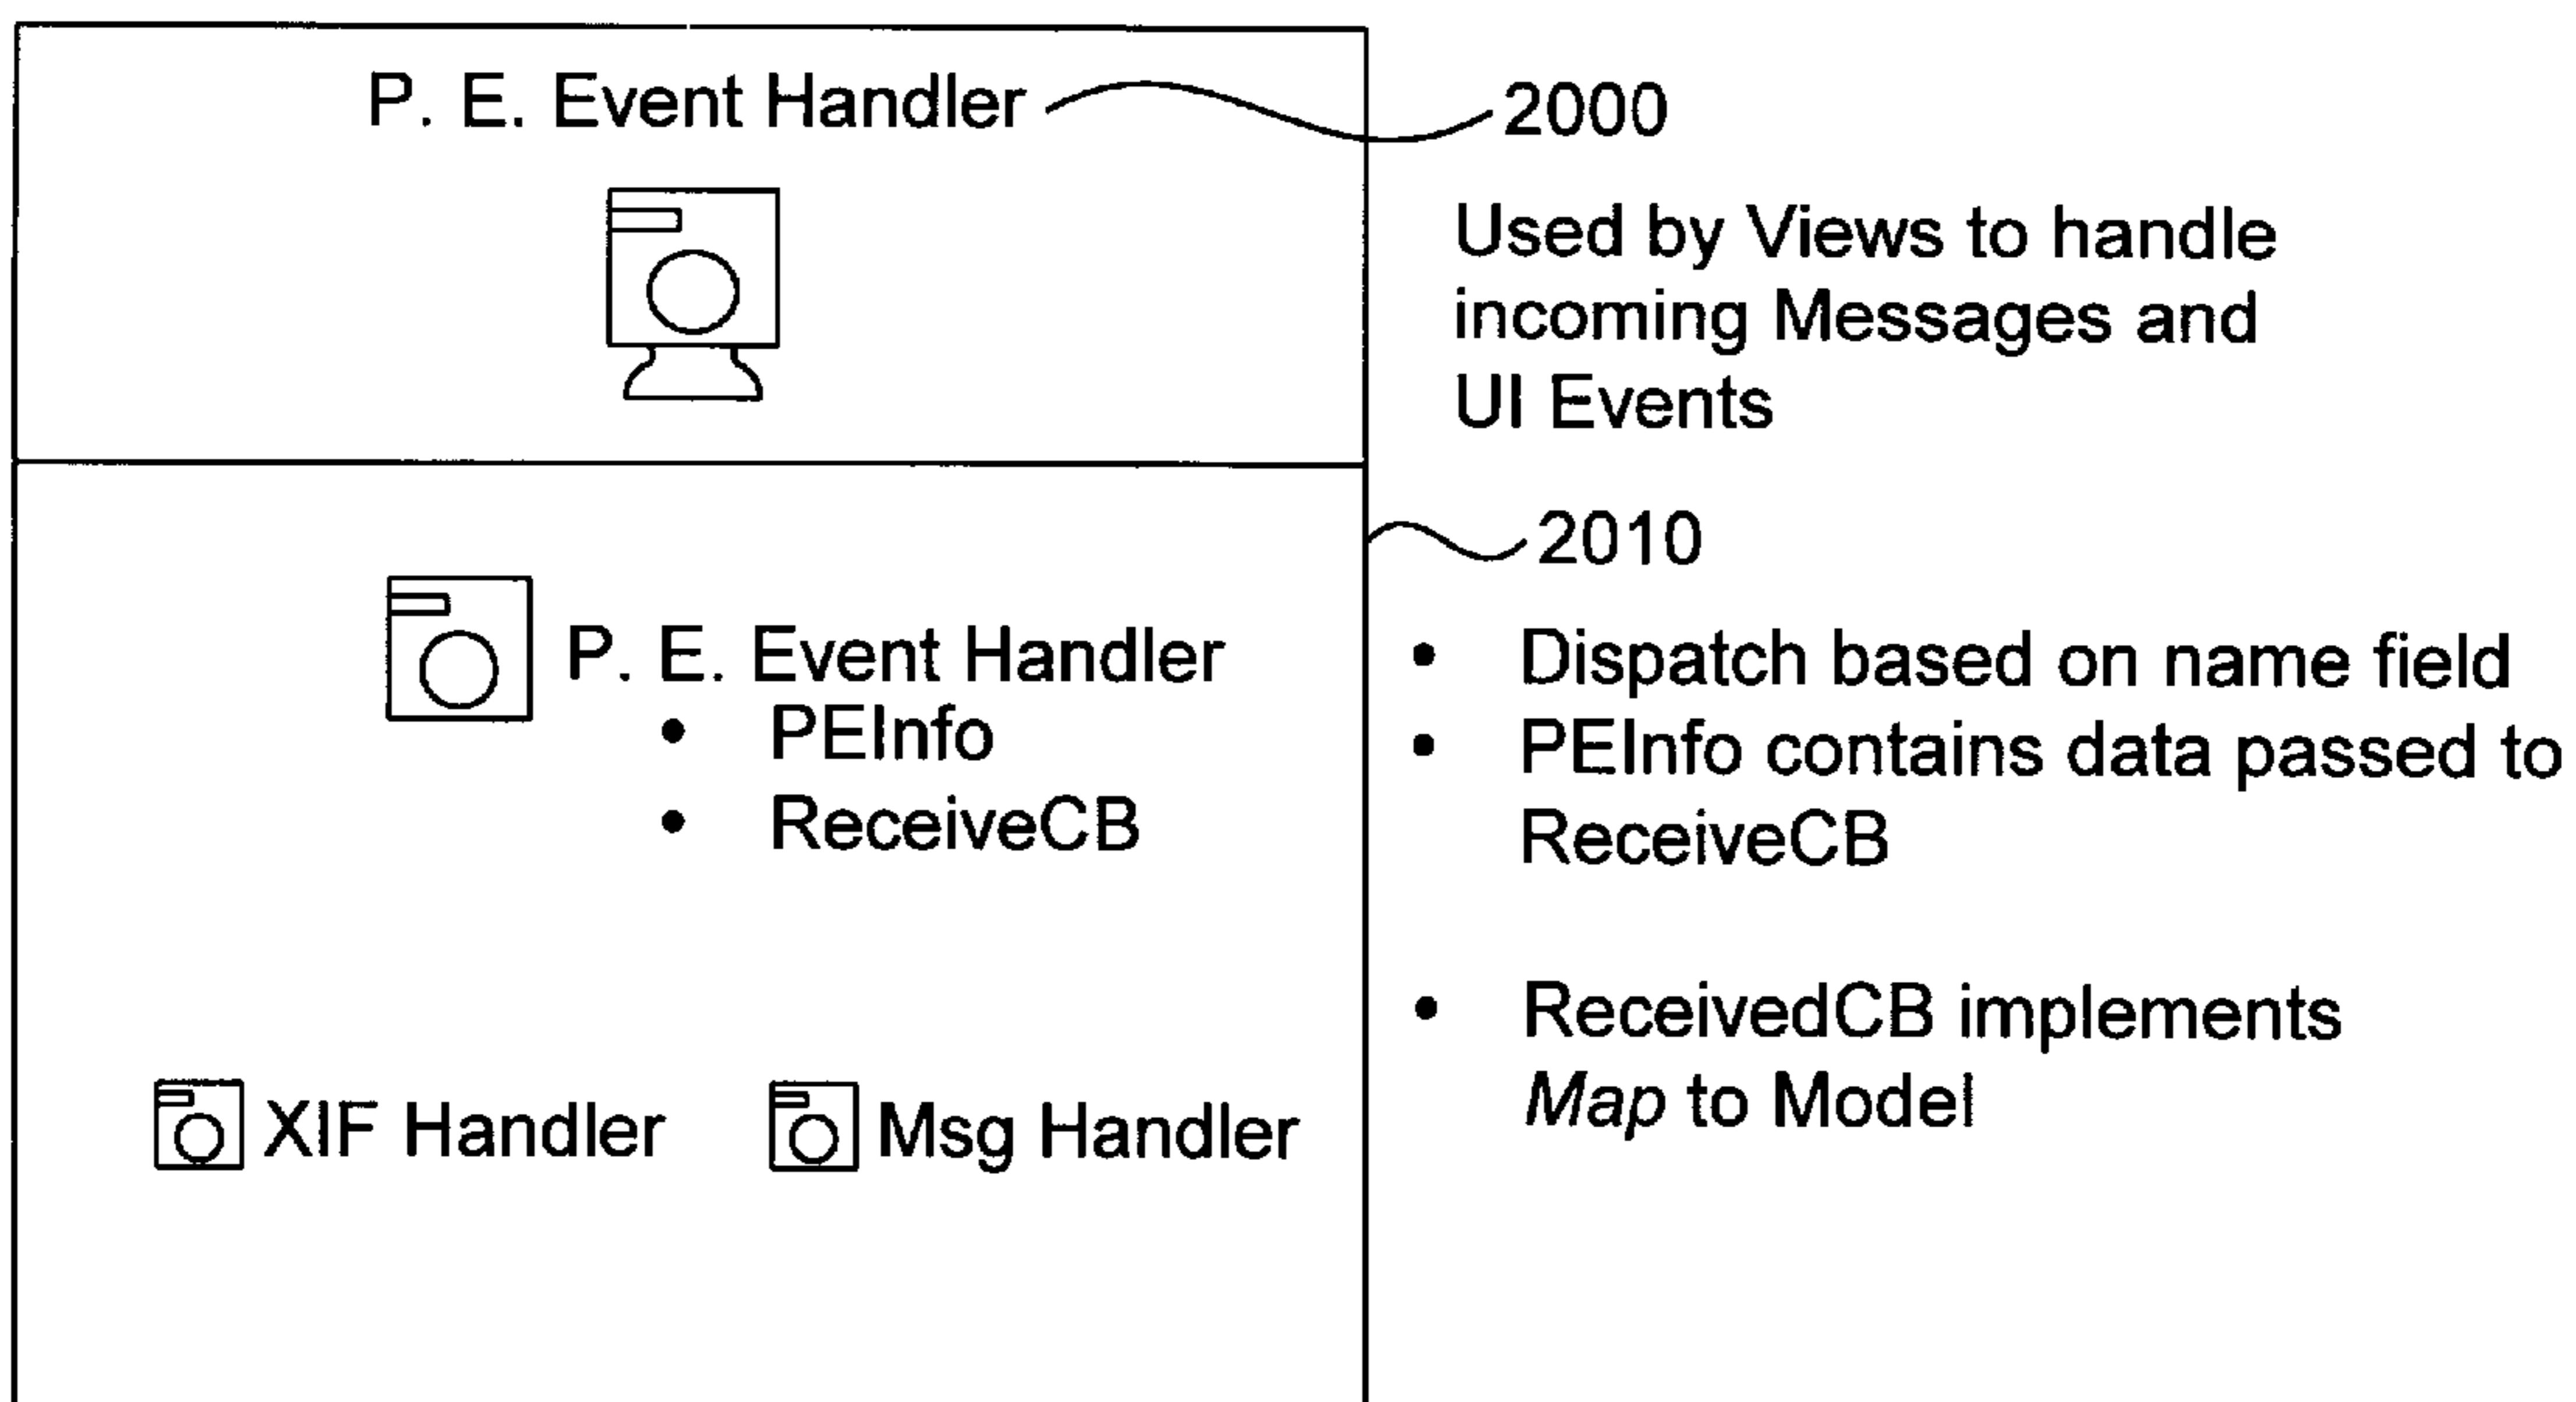 P. E. Event Handler
2000
Used by Views to handle
incoming Messages and
UI Events
2010
P. E. Event Handler
• PEInfo
• ReceiveCB
• Dispatch based on name field
• PEInfo contains data passed to
ReceiveCB
• ReceivedCB implements
Map to Model
XIF Handler
Msg Handler